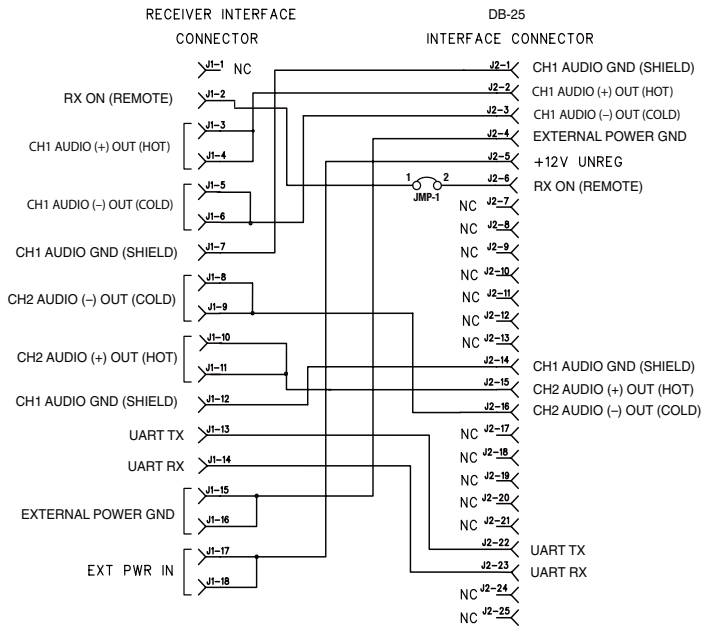 RECEIVER INTERFACE
CONNECTOR
DB-25
INTERFACE CONNECTOR
J1-1 NC
RX ON (REMOTE) J1-2
J1-3
CH1 AUDIO (+) OUT (HOT)
J1-4
J1-5
CH1 AUDIO (–) OUT (COLD)
J1-6
CH1 AUDIO GND (SHIELD) J1-7
J1-8
CH2 AUDIO (–) OUT (COLD)
J1-9
J1-10
CH2 AUDIO (+) OUT (HOT)
J1-11
CH1 AUDIO GND (SHIELD) J1-12
UART TX J1-13
UART RX J1-14
J1-15
EXTERNAL POWER GND
J1-16
J1-17
EXT PWR IN
J1-18
1 2
JMP-1
J2-1 CH1 AUDIO GND (SHIELD)
J2-2 CH1 AUDIO (+) OUT (HOT)
J2-3 CH1 AUDIO (–) OUT (COLD)
J2-4 EXTERNAL POWER GND
J2-5 +12V UNREG
J2-6 RX ON (REMOTE)
NC J2-7
NC J2-8
NC J2-9
NC J2-10
NC J2-11
NC J2-12
NC J2-13
J2-14 CH1 AUDIO GND (SHIELD)
J2-15 CH2 AUDIO (+) OUT (HOT)
J2-16 CH2 AUDIO (–) OUT (COLD)
NC J2-17
NC J2-18
NC J2-19
NC J2-20
NC J2-21
J2-22 UART TX
J2-23 UART RX
NC J2-24
NC J2-25